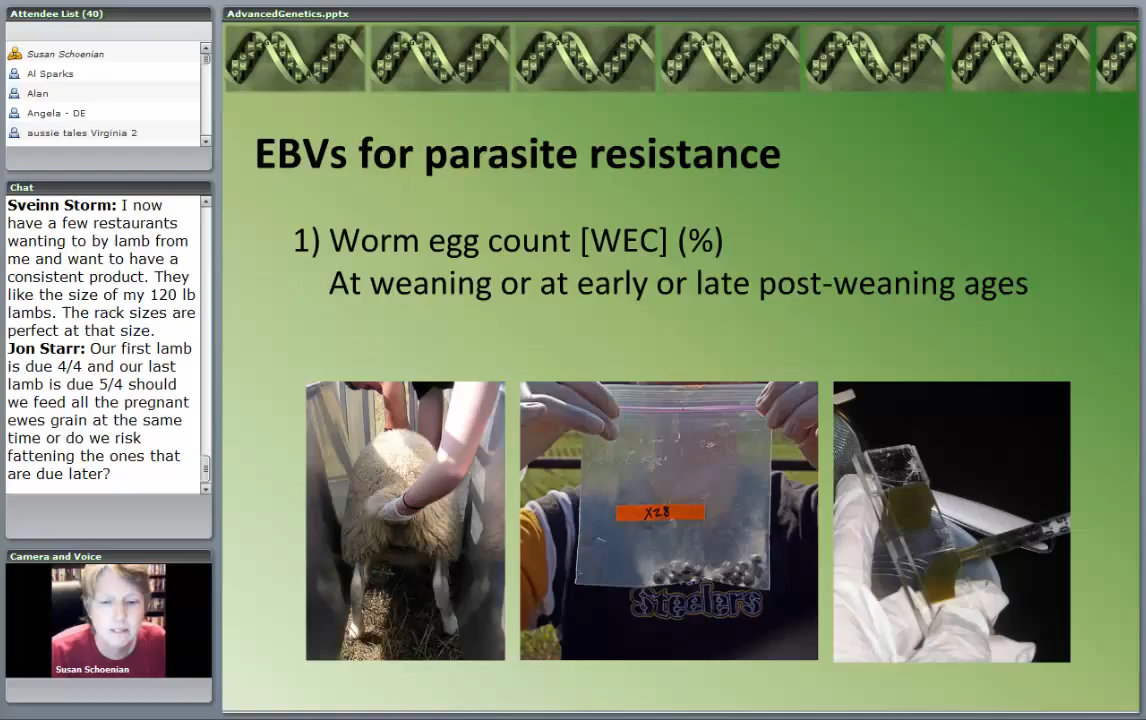 Attendee List (40)
Susan Schoenian
Al Sparks
Alan
Angela - DE
aussie tales Virginia 2
Chat
Sveinn Storm: I now
have a few restaurants
wanting to by lamb from
me and want to have a
consistent product. They
like the size of my 120 lb
lambs. The rack sizes are
perfect at that size.
Jon Starr: Our first lamb
is due 4/4 and our last
lamb is due 5/4 should
we feed all the pregnant
ewes grain at the same
time or do we risk
fattening the ones that
are due later?
Camera and Voice
Susan Schoenian
AdvancedGenetics.pptx
EBVs for parasite resistance
1) Worm egg count [WEC] (%)
At weaning or at early or late post-weaning ages
X28
Steelers